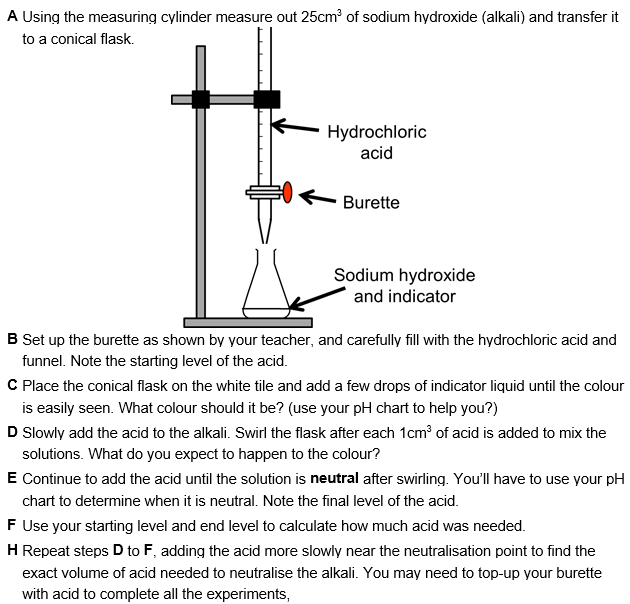 A Using the measuring cylinder measure out 25cm³ of sodium hydroxide (alkali) and transfer it
to a conical flask.
Hydrochloric
acid
Burette
Sodium hydroxide
and indicator
B Set up the burette as shown by your teacher, and carefully fill with the hydrochloric acid and
funnel. Note the starting level of the acid.
C Place the conical flask on the white tile and add a few drops of indicator liquid until the colour
is easily seen. What colour should it be? (use your pH chart to help you?)
D Slowly add the acid to the alkali. Swirl the flask after each 1cm³ of acid is added to mix the
solutions. What do you expect to happen to the colour?
E Continue to add the acid until the solution is neutral after swirling. You’ll have to use your pH
chart to determine when it is neutral. Note the final level of the acid.
F Use your starting level and end level to calculate how much acid was needed.
H Repeat steps D to F, adding the acid more slowly near the neutralisation point to find the
exact volume of acid needed to neutralise the alkali. You may need to top-up your burette
with acid to complete all the experiments,